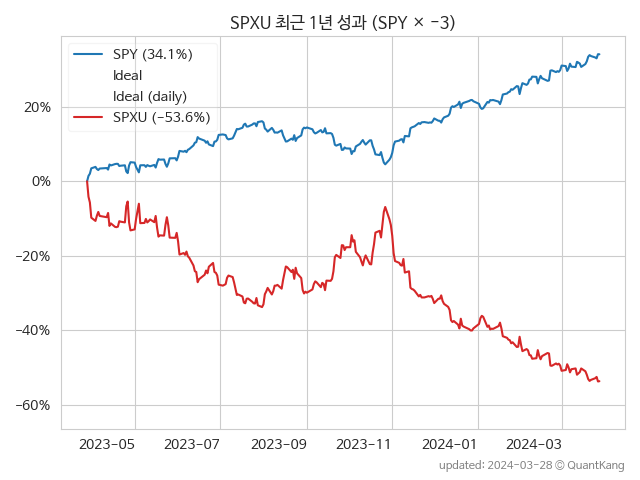 SPXU 최근 1년 성과 (SPY × −3)
SPY (34.1%)
Ideal
Ideal (daily)
SPXU (−53.6%)
20%
0%
−20%
−40%
−60%
2023−05
2023−07
2023−09
2023−11
2024−01
2024−03
updated: 2024-03-28 © QuantKang